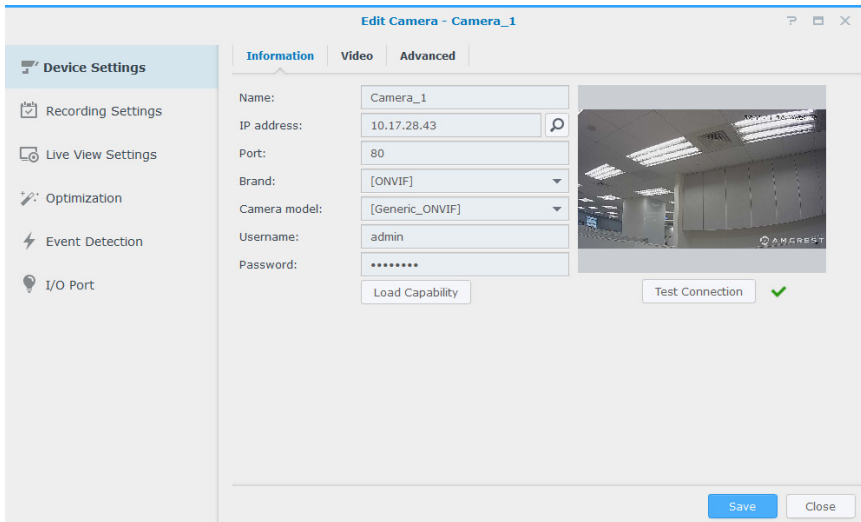 Edit Camera - Camera_1
Device Settings
Recording Settings
Live View Settings
Optimization
Event Detection
I/O Port
Information Video Advanced
Name: Camera_1
IP address: 10.17.28.43
Port: 80
Brand: [ONVIF]
Camera model: [Generic_ONVIF]
Username: admin
Password: ••••••••
AMCREST
Load Capability
Test Connection
Save Close